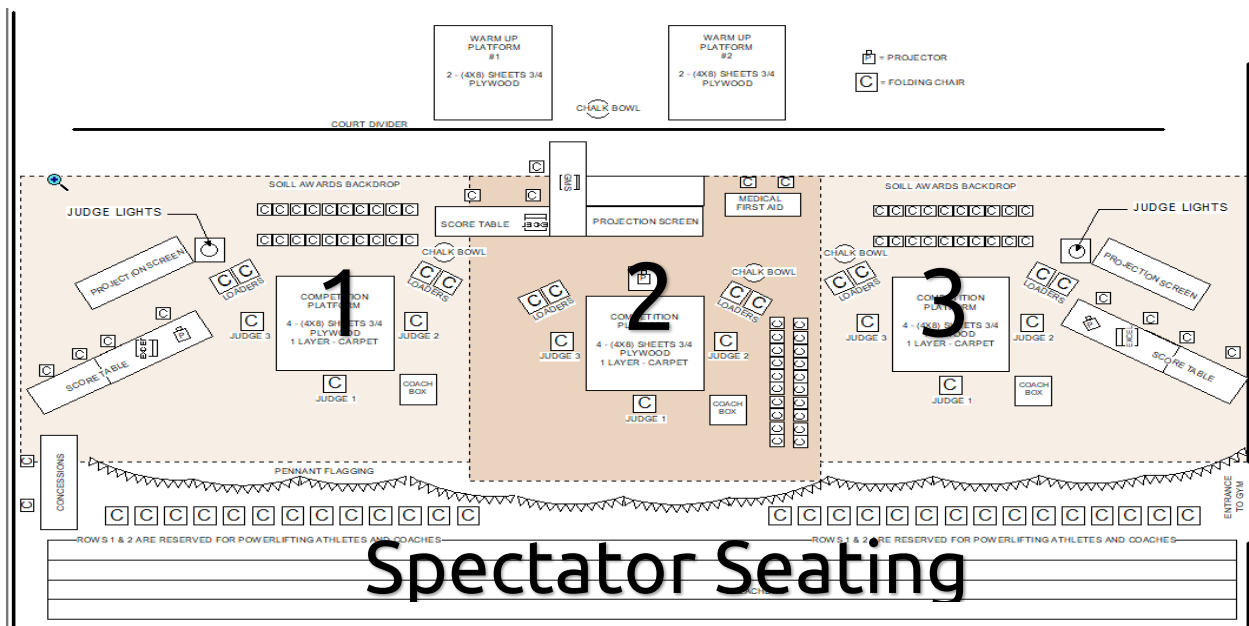 WARM UP
PLATFORM
#1
2 - (4X8) SHEETS 3/4
PLYWOOD
WARM UP
PLATFORM
#2
2 - (4X8) SHEETS 3/4
PLYWOOD
P = PROJECTOR
C = FOLDING CHAIR
CHALK BOWL
COURT DIVIDER
C
GMS
C C
SCORE TABLE
EXCEL
PROJECTION SCREEN
C C
MEDICAL
FIRST AID
SOILL AWARDS BACKDROP
JUDGE LIGHTS
C C C C C C C C C C
C C C C C C C C C C
PROJECTION SCREEN
CHALK BOWL
C C
LOADERS
C C
LOADERS
1
COMPETITION
PLATFORM
4 - (4X8) SHEETS 3/4
PLYWOOD
1 LAYER - CARPET
C
JUDGE 3
C
JUDGE 2
C
JUDGE 1
COACH
BOX
C C C C
P
EXCEL
SCORE TABLE
2
P
CHALK BOWL
C C
LOADERS
C C
LOADERS
COMPETITION
4 - (4X8) SHEETS 3/4
PLYWOOD
1 LAYER - CARPET
C
JUDGE 3
C
JUDGE 2
C
JUDGE 1
COACH
BOX
C C
C C
C C
C C
C C
C C
C C
C C
C C
C C
SOILL AWARDS BACKDROP
JUDGE LIGHTS
C C C C C C C C C C
C C C C C C C C C C
PROJECTION SCREEN
CHALK BOWL
C C
LOADERS
C C
LOADERS
3
COMPETITION
PLATFORM
4 - (4X8) SHEETS 3/4
PLYWOOD
1 LAYER - CARPET
C
JUDGE 3
C
JUDGE 2
C
JUDGE 1
COACH
BOX
C C C C
P
EXCEL
SCORE TABLE
C C
CONCESSIONS
PENNANT FLAGGING
ENTRANCE
TO GYM
C C C C C C C C C C C C C
C C C C C C C C C C C C C C C
ROWS 1 & 2 ARE RESERVED FOR POWERLIFTING ATHLETES AND COACHES
ROWS 1 & 2 ARE RESERVED FOR POWERLIFTING ATHLETES AND COACHES
Spectator Seating